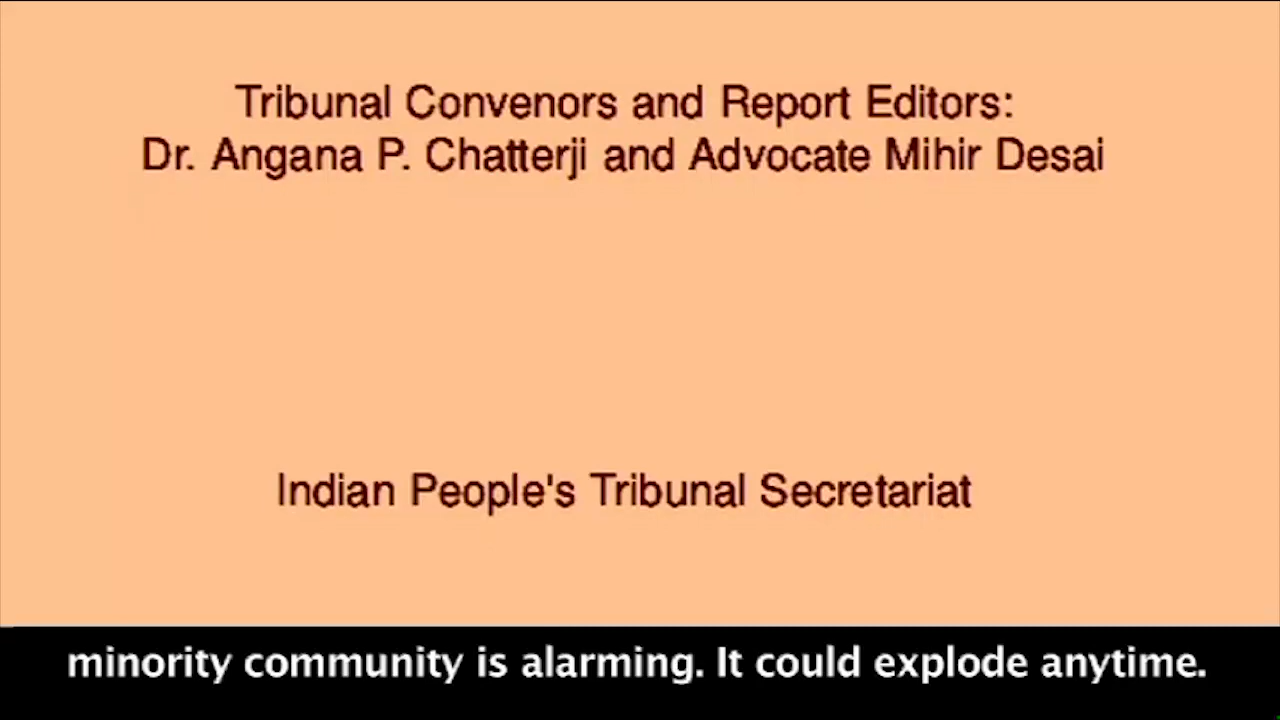 Tribunal Convenors and Report Editors:
Dr. Angana P. Chatterji and Advocate Mihir Desai
Indian People's Tribunal Secretariat
minority community is alarming. It could explode anytime.